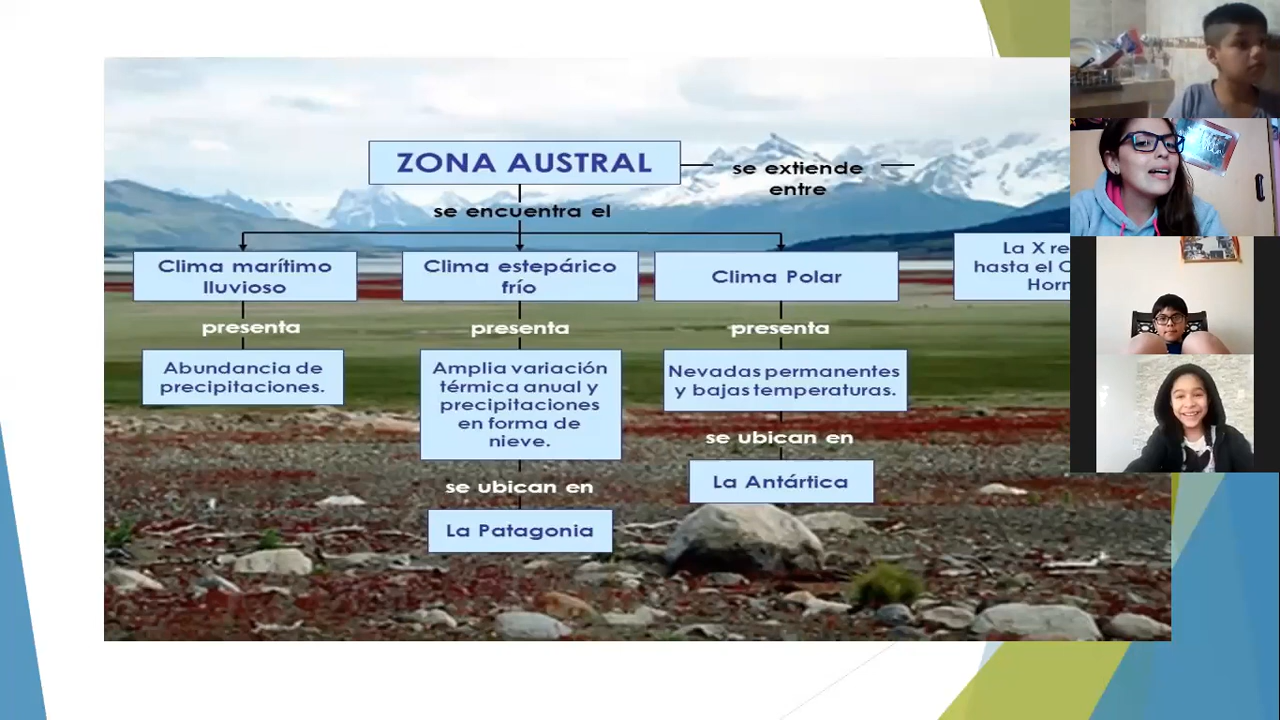 ZONA AUSTRAL
se extiende
entre
se encuentra el
Clima marítimo
lluvioso
Clima estepárico
frío
Clima Polar
La X
hasta el
presenta
presenta
presenta
Abundancia de
precipitaciones.
Amplia variación
térmica anual y
precipitaciones
en forma de
nieve.
Nevadas permanentes
y bajas temperaturas.
se ubican en
La Patagonia
se ubican en
La Antártica